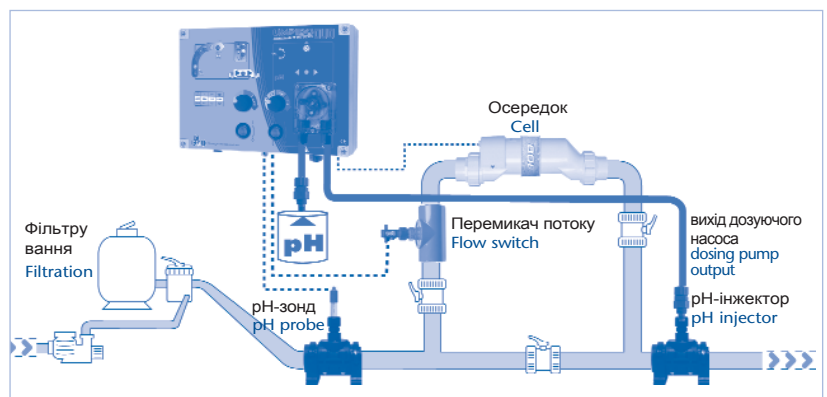 Осередок
Cell
Фільтру
вання
Filtration
pH
Перемикач потоку
Flow switch
вихід дозуючого
насоса
dosing pump
output
pH-зонд
pH probe
pH-інжектор
pH injector